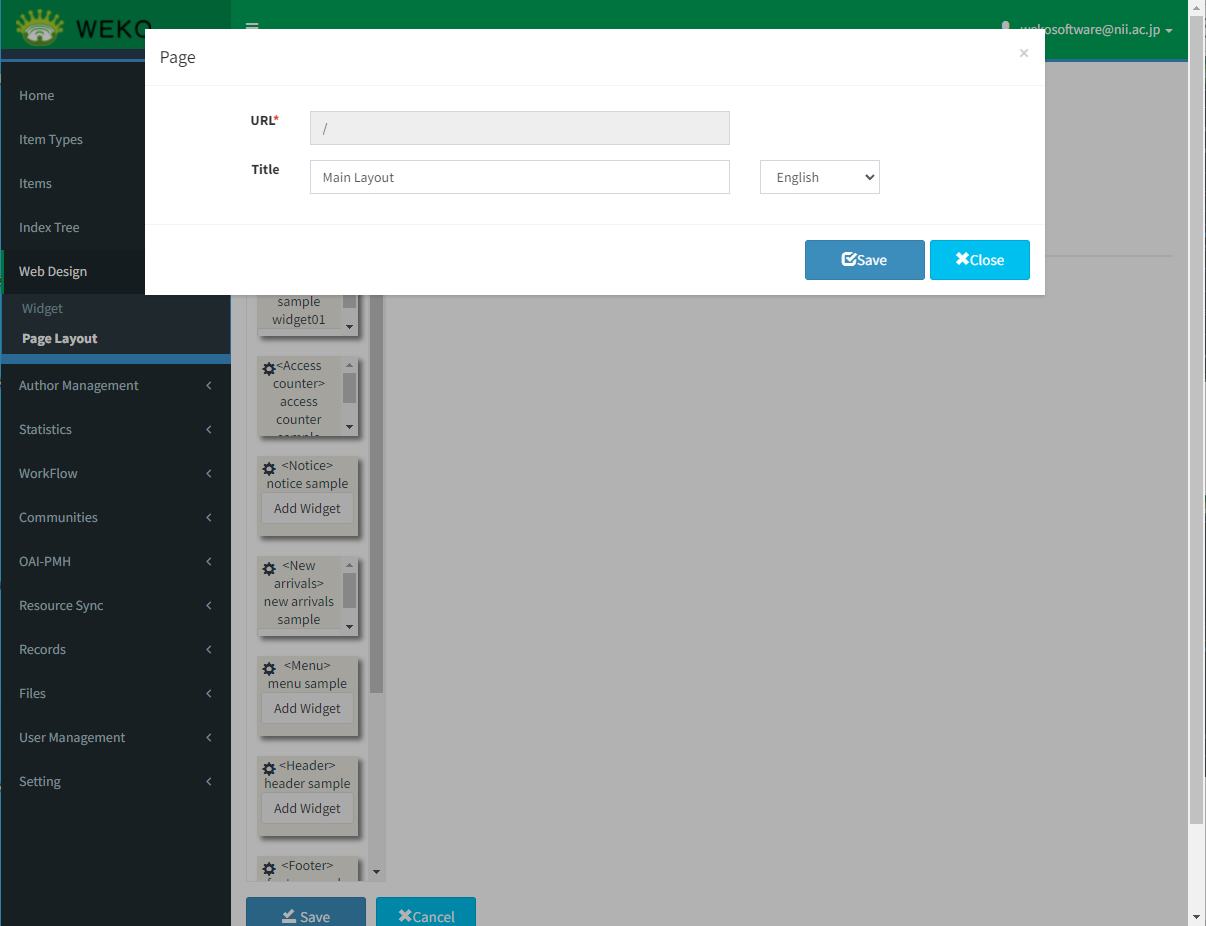 WEKO
wekosoftware@nii.ac.jp
Page
×
URL*
/
Title
Main Layout
English
Save
Close
Home
Item Types
Items
Index Tree
Web Design
Widget
Page Layout
Author Management
Statistics
WorkFlow
Communities
OAI-PMH
Resource Sync
Records
Files
User Management
Setting
sample
widget01
<Access
counter>
access
counter
sample
<Notice>
notice sample
Add Widget
<New
arrivals>
new arrivals
sample
<Menu>
menu sample
Add Widget
<Header>
header sample
Add Widget
<Footer>
Save
Cancel